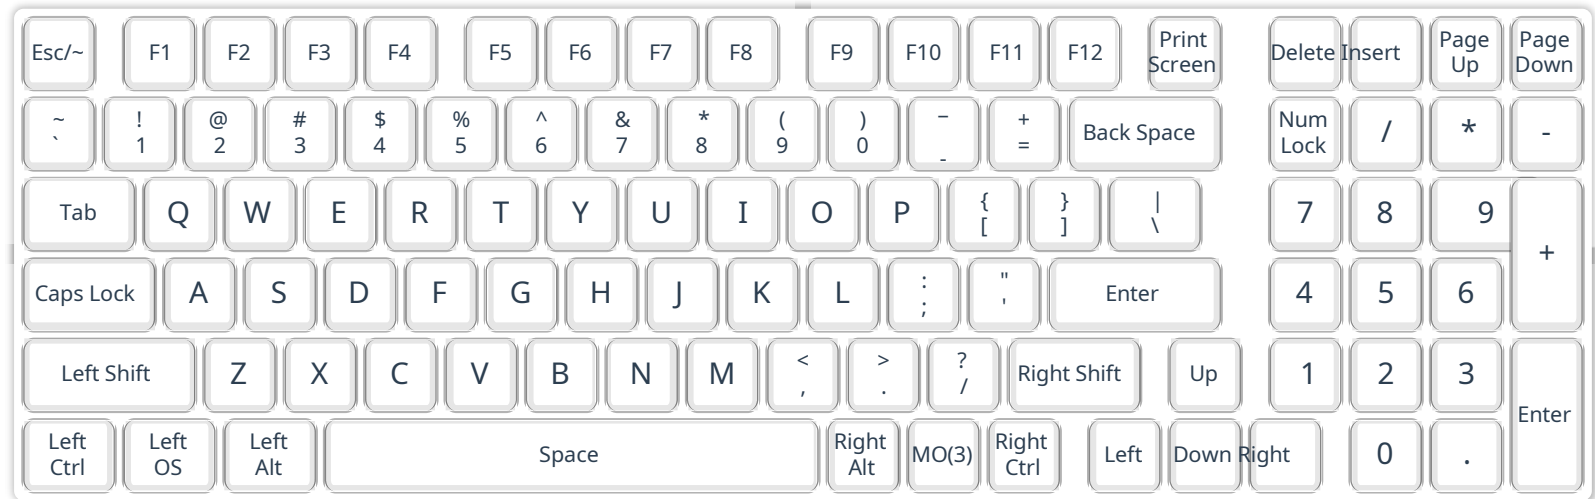 Esc/~ F1 F2 F3 F4 F5 F6 F7 F8 F9 F10 F11 F12 Print Screen Delete Insert Page Up Page Down
~ ` ! 1 @ 2 # 3 $ 4 % 5 ^ 6 & 7 * 8 ( 9 ) 0 _ - + = Back Space Num Lock / * -
Tab Q W E R T Y U I O P { [ } ] | \ 7 8 9 +
Caps Lock A S D F G H J K L : ; " ' Enter 4 5 6
Left Shift Z X C V B N M < , > . ? / Right Shift Up 1 2 3 Enter
Left Ctrl Left OS Left Alt Space Right Alt MO(3) Right Ctrl Left Down Right 0 .